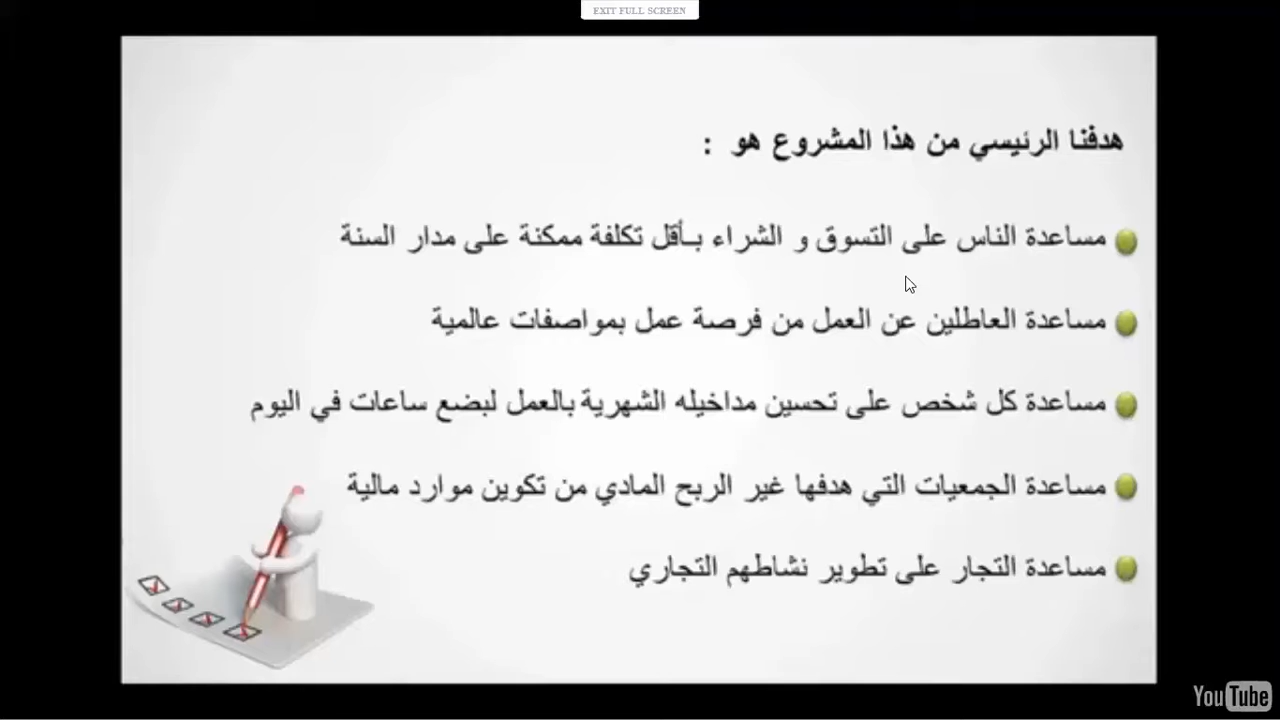 EXIT FULL SCREEN
هدفنا الرئيسي من هذا المشروع هو :
مساعدة الناس على التسوق و الشراء بـأقل تكلفة ممكنة على مدار السنة
مساعدة العاطلين عن العمل من فرصة عمل بمواصفات عالمية
مساعدة كل شخص على تحسين مداخيله الشهرية بالعمل لبضع ساعات في اليوم
مساعدة الجمعيات التي هدفها غير الربح المادي من تكوين موارد مالية
مساعدة التجار على تطوير نشاطهم التجاري
YouTube